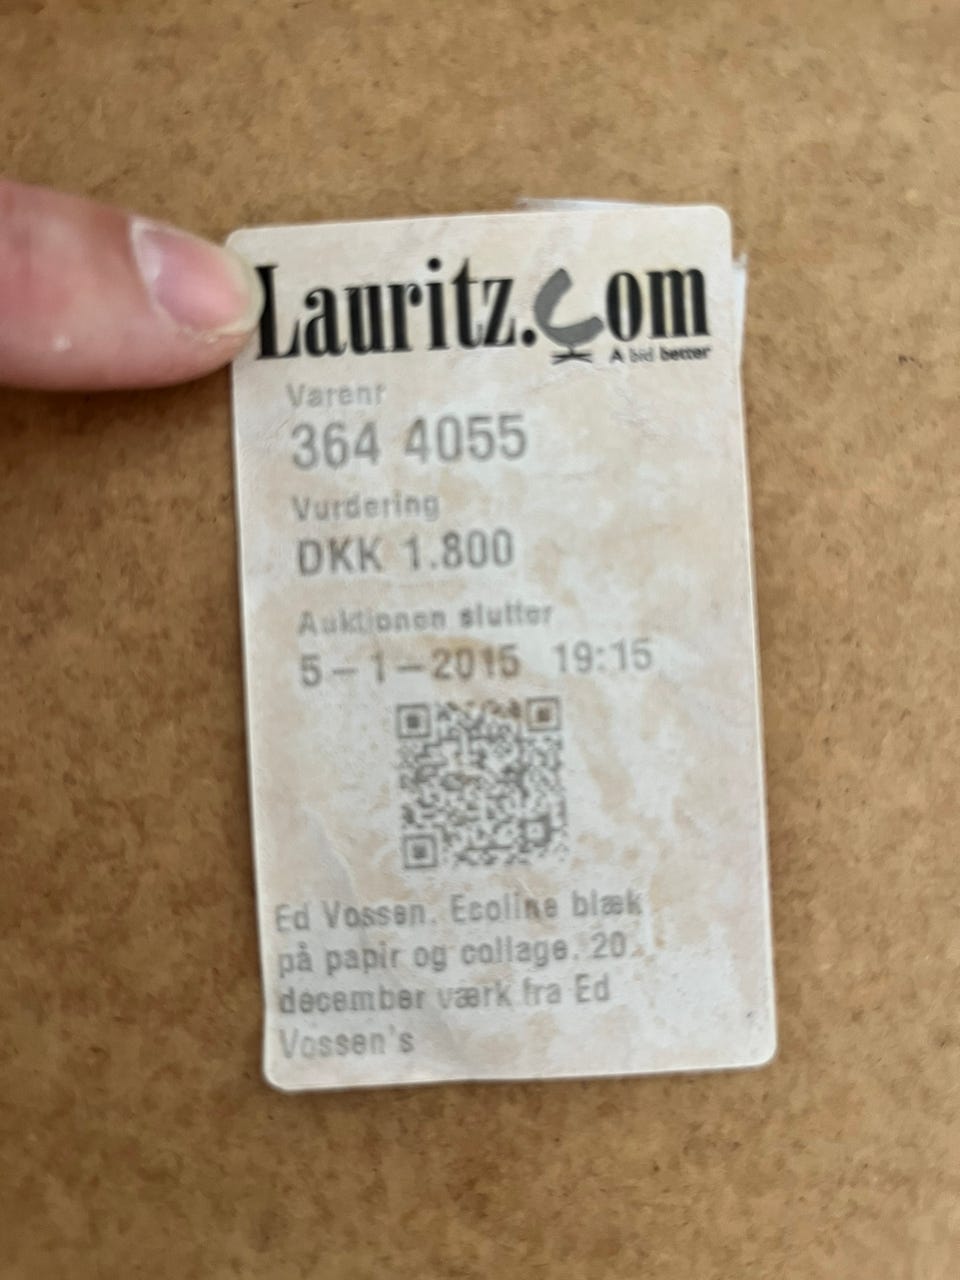 Lauritz.Com
A bid better
Varenr
364 4055
Vurdering
DKK 1.800
Auktionen slutter
5-1-2015 19:15
Ed Vossen. Ecoline blæk
på papir og collage. 20.
december værk fra Ed
Vossen's